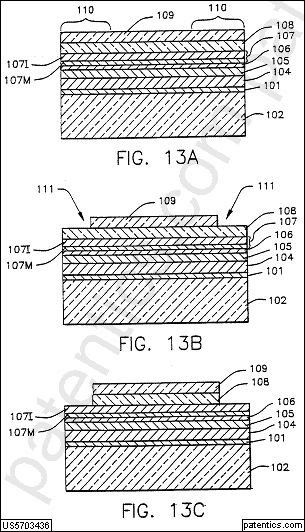 110 110
109
108
107
107I
106
105
107M
104
101
102
FIG. 13A
111 109 111
108
107
107I
106
105
107M
104
101
102
FIG. 13B
109
108
107I
106
105
107M
104
101
102
FIG. 13C
US5703436
patentics.com